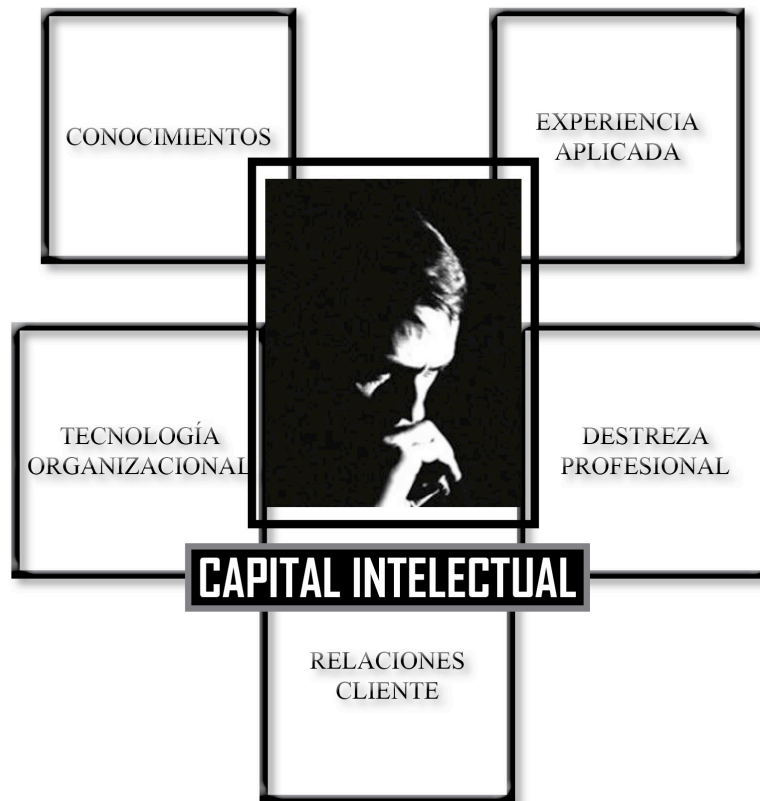 CONOCIMIENTOS
EXPERIENCIA
APLICADA
TECNOLOGÍA
ORGANIZACIONAL
DESTREZA
PROFESIONAL
CAPITAL INTELECTUAL
RELACIONES
CLIENTE